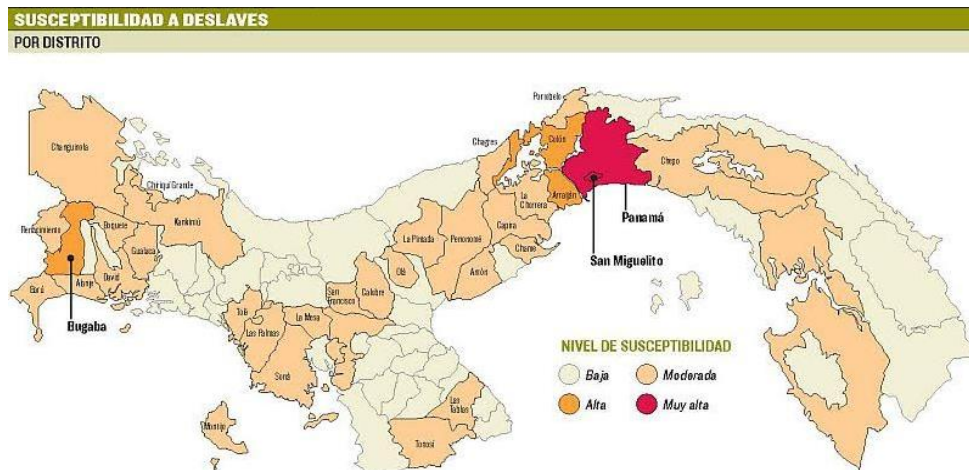 SUSCEPTIBILIDAD A DESLAVES
POR DISTRITO
Portobelo
Changuinola
Chagres
Colón
Chepo
Chiriquí Grande
La Chorrera
Arraiján
Renacimiento
Boquete
Kankintú
Panamá
Gualaca
La Pintada
Penonomé
Capira
Chame
San Miguelito
Barú
Alanje
David
Olá
Antón
San Francisco
Calobre
Bugaba
Tolé
La Mesa
Las Palmas
NIVEL DE SUSCEPTIBILIDAD
Baja
Moderada
Soná
Alta
Muy alta
Las Tablas
Montijo
Tonosí